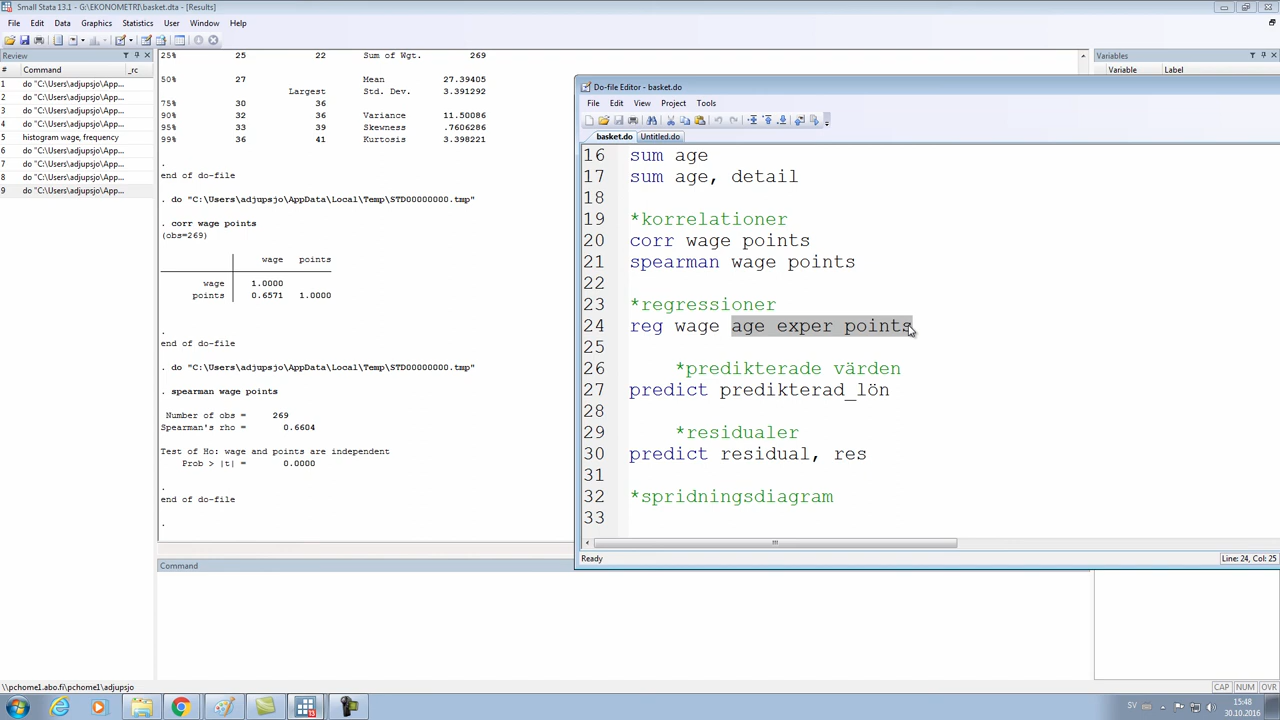 Small Stata 13.1 - G:\EKONOMETRI\basket.dta - [Results]
File Edit Data Graphics Statistics User Window Help
Review
# Command _rc
1 do "C:\Users\adjupsjo\App...
2 do "C:\Users\adjupsjo\App...
3 do "C:\Users\adjupsjo\App...
4 do "C:\Users\adjupsjo\App...
5 histogram wage, frequency
6 do "C:\Users\adjupsjo\App...
7 do "C:\Users\adjupsjo\App...
8 do "C:\Users\adjupsjo\App...
9 do "C:\Users\adjupsjo\App...
25% 25 22 Sum of Wgt. 269
50% 27 Mean 27.39405
Largest Std. Dev. 3.391292
75% 30 36
90% 32 36 Variance 11.50086
95% 33 39 Skewness .7606286
99% 36 41 Kurtosis 3.398221
.
end of do-file
. do "C:\Users\adjupsjo\AppData\Local\Temp\STD00000000.tmp"
. corr wage points
(obs=269)
wage points
wage 1.0000
points 0.6571 1.0000
.
end of do-file
. do "C:\Users\adjupsjo\AppData\Local\Temp\STD00000000.tmp"
. spearman wage points
Number of obs = 269
Spearman's rho = 0.6604
Test of Ho: wage and points are independent
Prob > |t| = 0.0000
.
end of do-file
.
Command
Variables
Variable Label
Do-file Editor - basket.do
File Edit View Project Tools
basket.do Untitled.do
16 sum age
17 sum age, detail
18
19 *korrelationer
20 corr wage points
21 spearman wage points
22
23 *regressioner
24 reg wage age exper points
25
26 *predikterade värden
27 predict predikterad_lön
28
29 *residualer
30 predict residual, res
31
32 *spridningsdiagram
33
Ready
Line: 24, Col: 25
\\pchome1.abo.fi\pchome1\adjupsjo
CAP NUM OVR
SV
15:48
30.10.2016